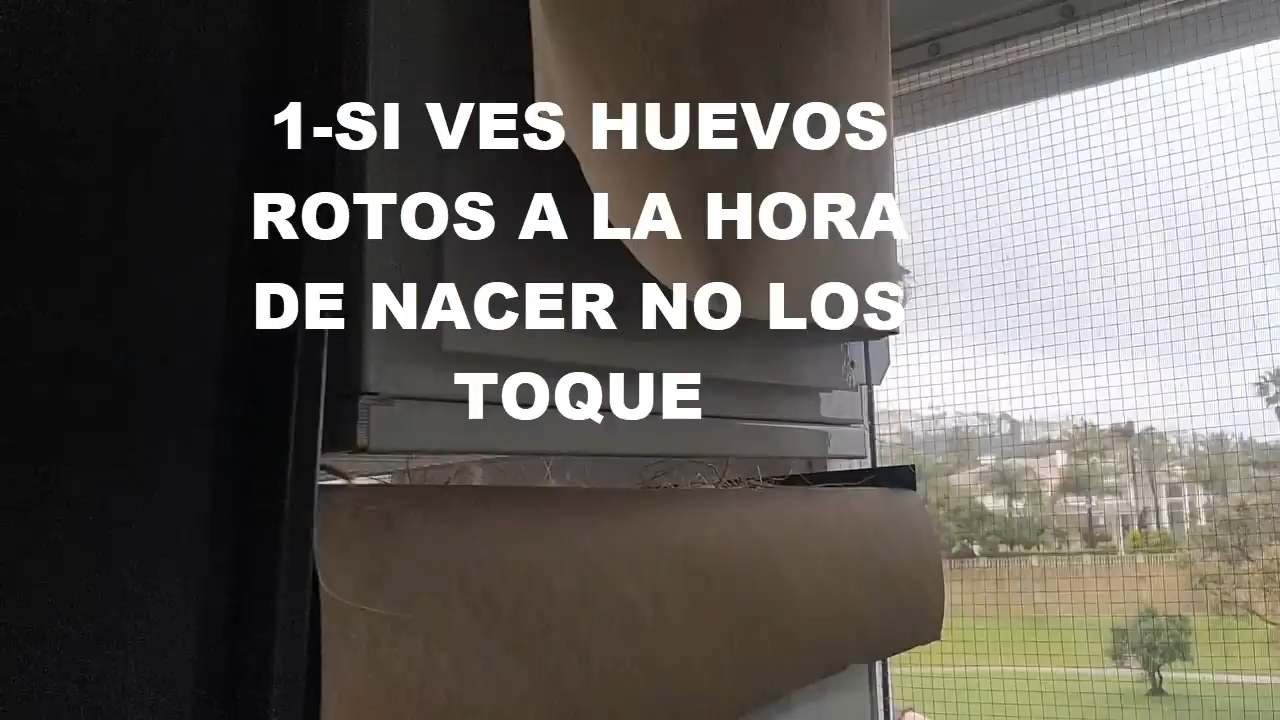 1-SI VES HUEVOS
ROTOS A LA HORA
DE NACER NO LOS
TOQUE